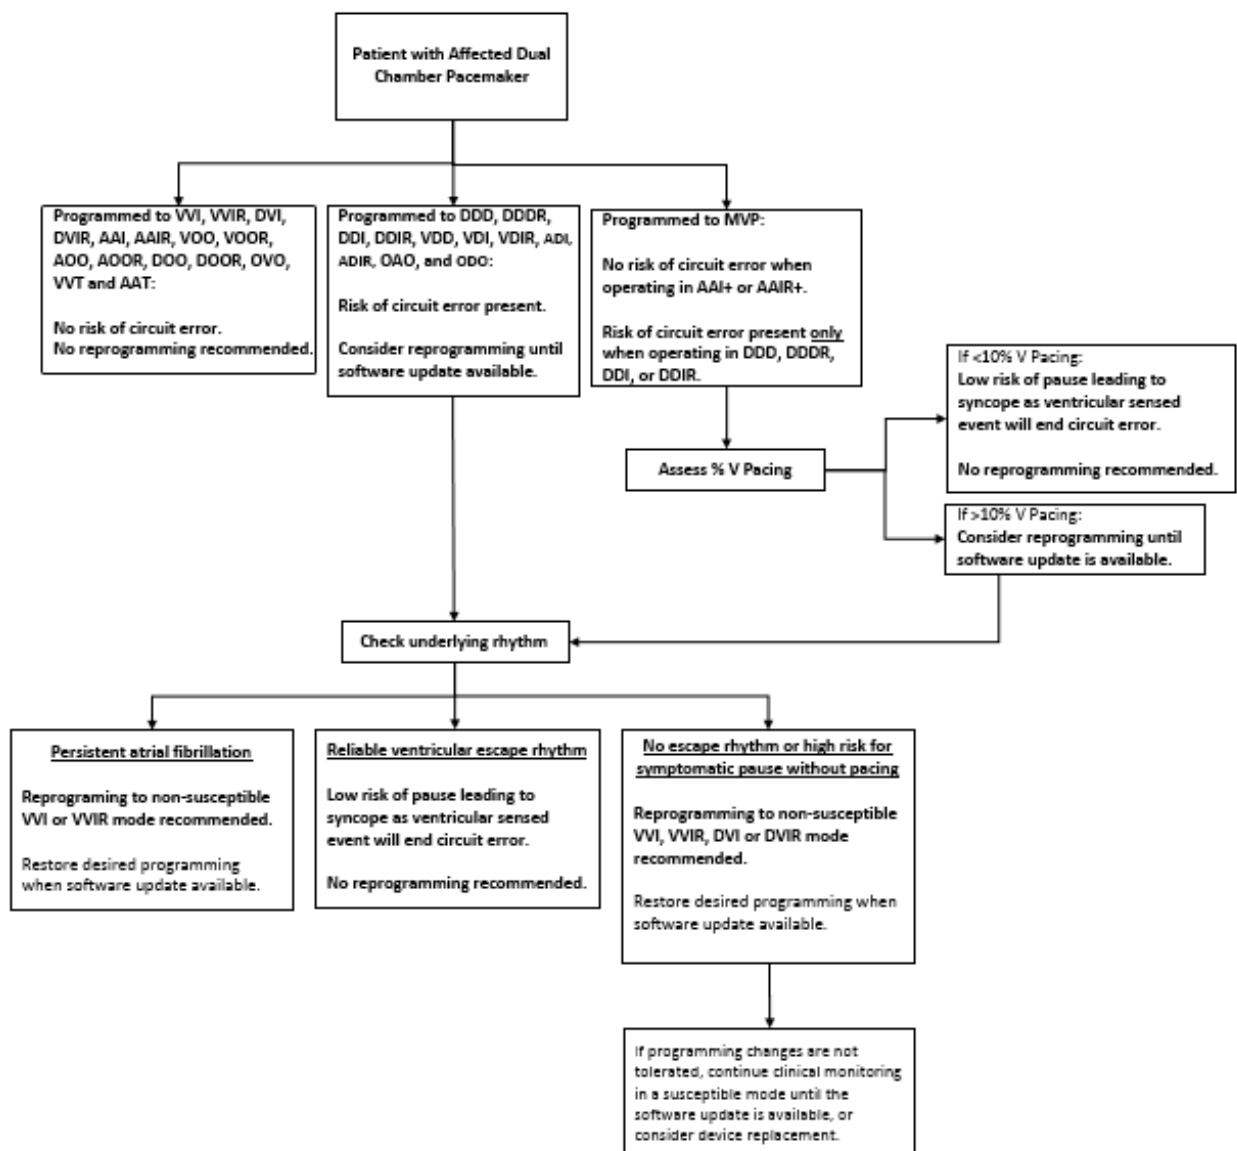 Patient with Affected Dual
Chamber Pacemaker
Programmed to VVI, VVIR, DVI,
DVIR, AAI, AAIR, VOO, VOOR,
AOO, AOOR, DOO, DOOR, OVO,
VVT and AAT:
No risk of circuit error.
No reprogramming recommended.
Programmed to DDD, DDDR,
DDI, DDIR, VDD, VDI, VDIR, ADI,
ADIR, OAO, and ODO:
Risk of circuit error present.
Consider reprogramming until
software update available.
Programmed to MVP:
No risk of circuit error when
operating in AAI+ or AAIR+.
Risk of circuit error present only
when operating in DDD, DDDR,
DDI, or DDIR.
Assess % V Pacing
If <10% V Pacing:
Low risk of pause leading to
syncope as ventricular sensed
event will end circuit error.
No reprogramming recommended.
If >10% V Pacing:
Consider reprogramming until
software update is available.
Check underlying rhythm
Persistent atrial fibrillation
Reprograming to non-susceptible
VVI or VVIR mode recommended.
Restore desired programming
when software update available.
Reliable ventricular escape rhythm
Low risk of pause leading to
syncope as ventricular sensed
event will end circuit error.
No reprogramming recommended.
No escape rhythm or high risk for
symptomatic pause without pacing
Reprogramming to non-susceptible
VVI, VVIR, DVI or DVIR mode
recommended.
Restore desired programming when
software update available.
If programming changes are not
tolerated, continue clinical monitoring
in a susceptible mode until the
software update is available, or
consider device replacement.